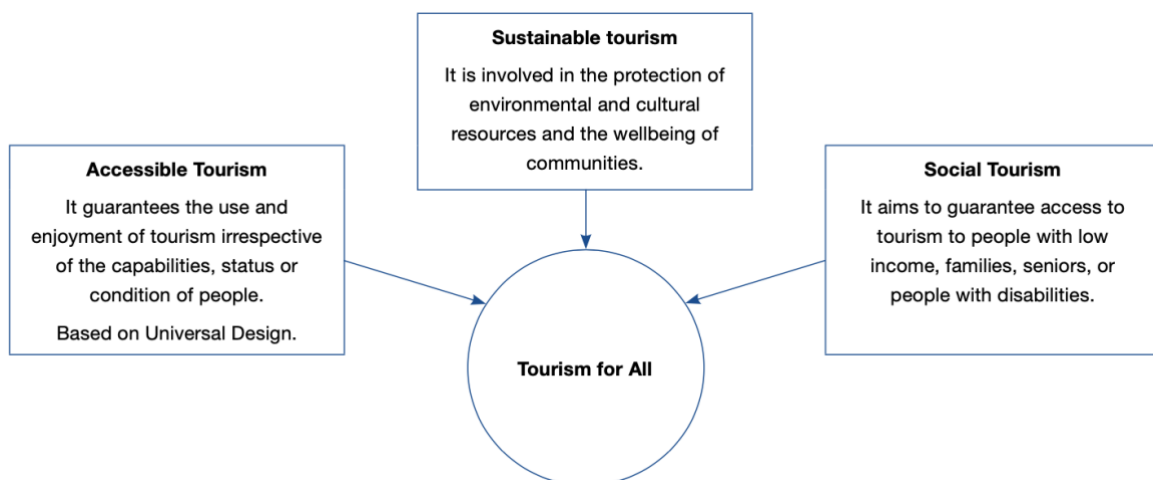 Sustainable tourism
It is involved in the protection of
environmental and cultural
resources and the wellbeing of
communities.
Accessible Tourism
It guarantees the use and
enjoyment of tourism irrespective
of the capabilities, status or
condition of people.
Based on Universal Design.
Social Tourism
It aims to guarantee access to
tourism to people with low
income, families, seniors, or
people with disabilities.
Tourism for All